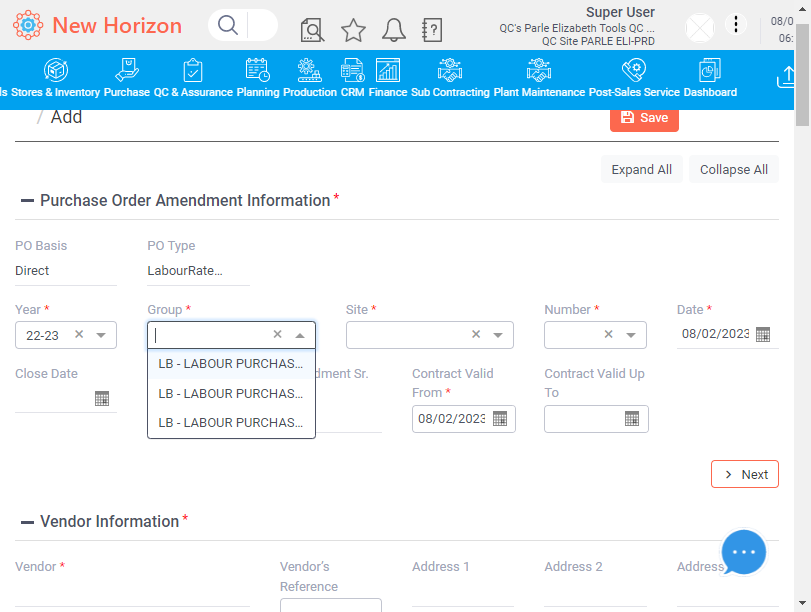 New Horizon
Super User
QC's Parle Elizabeth Tools QC ...
QC Site PARLE ELI-PRD
08/0
06:
ls Stores & Inventory Purchase QC & Assurance Planning Production CRM Finance Sub Contracting Plant Maintenance Post-Sales Service Dashboard
/ Add
Save
Expand All Collapse All
Purchase Order Amendment Information *
PO Basis PO Type
Direct LabourRate...
Year * Group * Site * Number * Date *
22-23 08/02/2023
LB - LABOUR PURCHAS...
LB - LABOUR PURCHAS...
LB - LABOUR PURCHAS...
Close Date dment Sr. Contract Valid From * Contract Valid Up To
08/02/2023
Next
Vendor Information *
Vendor * Vendor's Reference Address 1 Address 2 Address